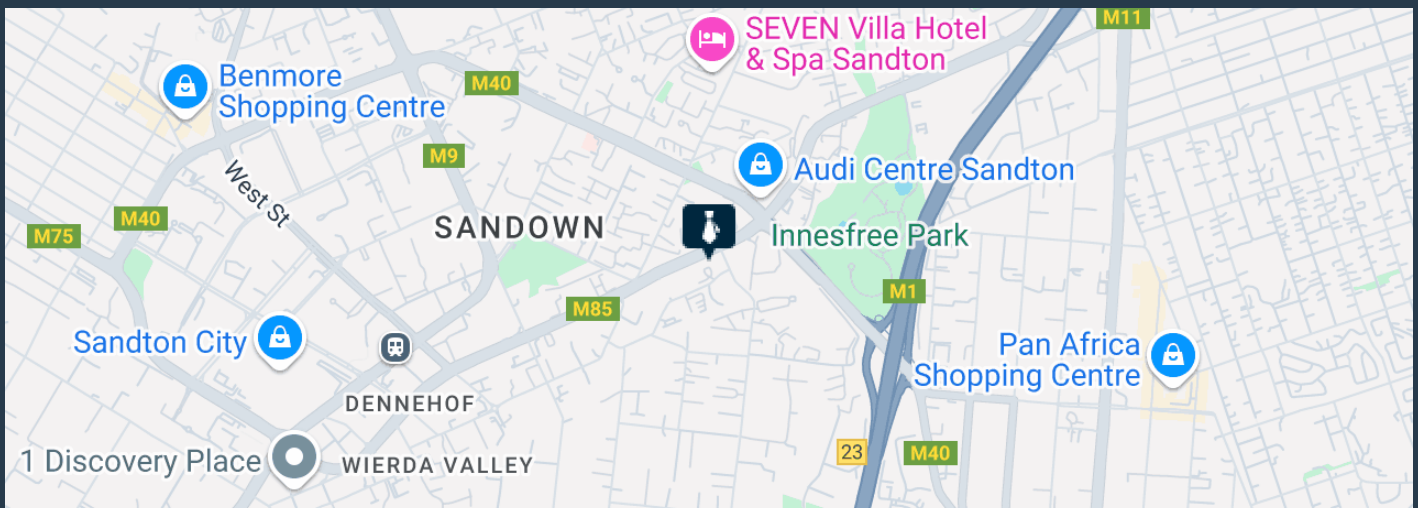 M11
SEVEN Villa Hotel
& Spa Sandton
Benmore
Shopping Centre
M40
M9
Audi Centre Sandton
West St
M40
M75
SANDOWN
Innesfree Park
M1
M85
Sandton City
Pan Africa
Shopping Centre
DENNEHOF
1 Discovery Place
WIERDA VALLEY
23
M40